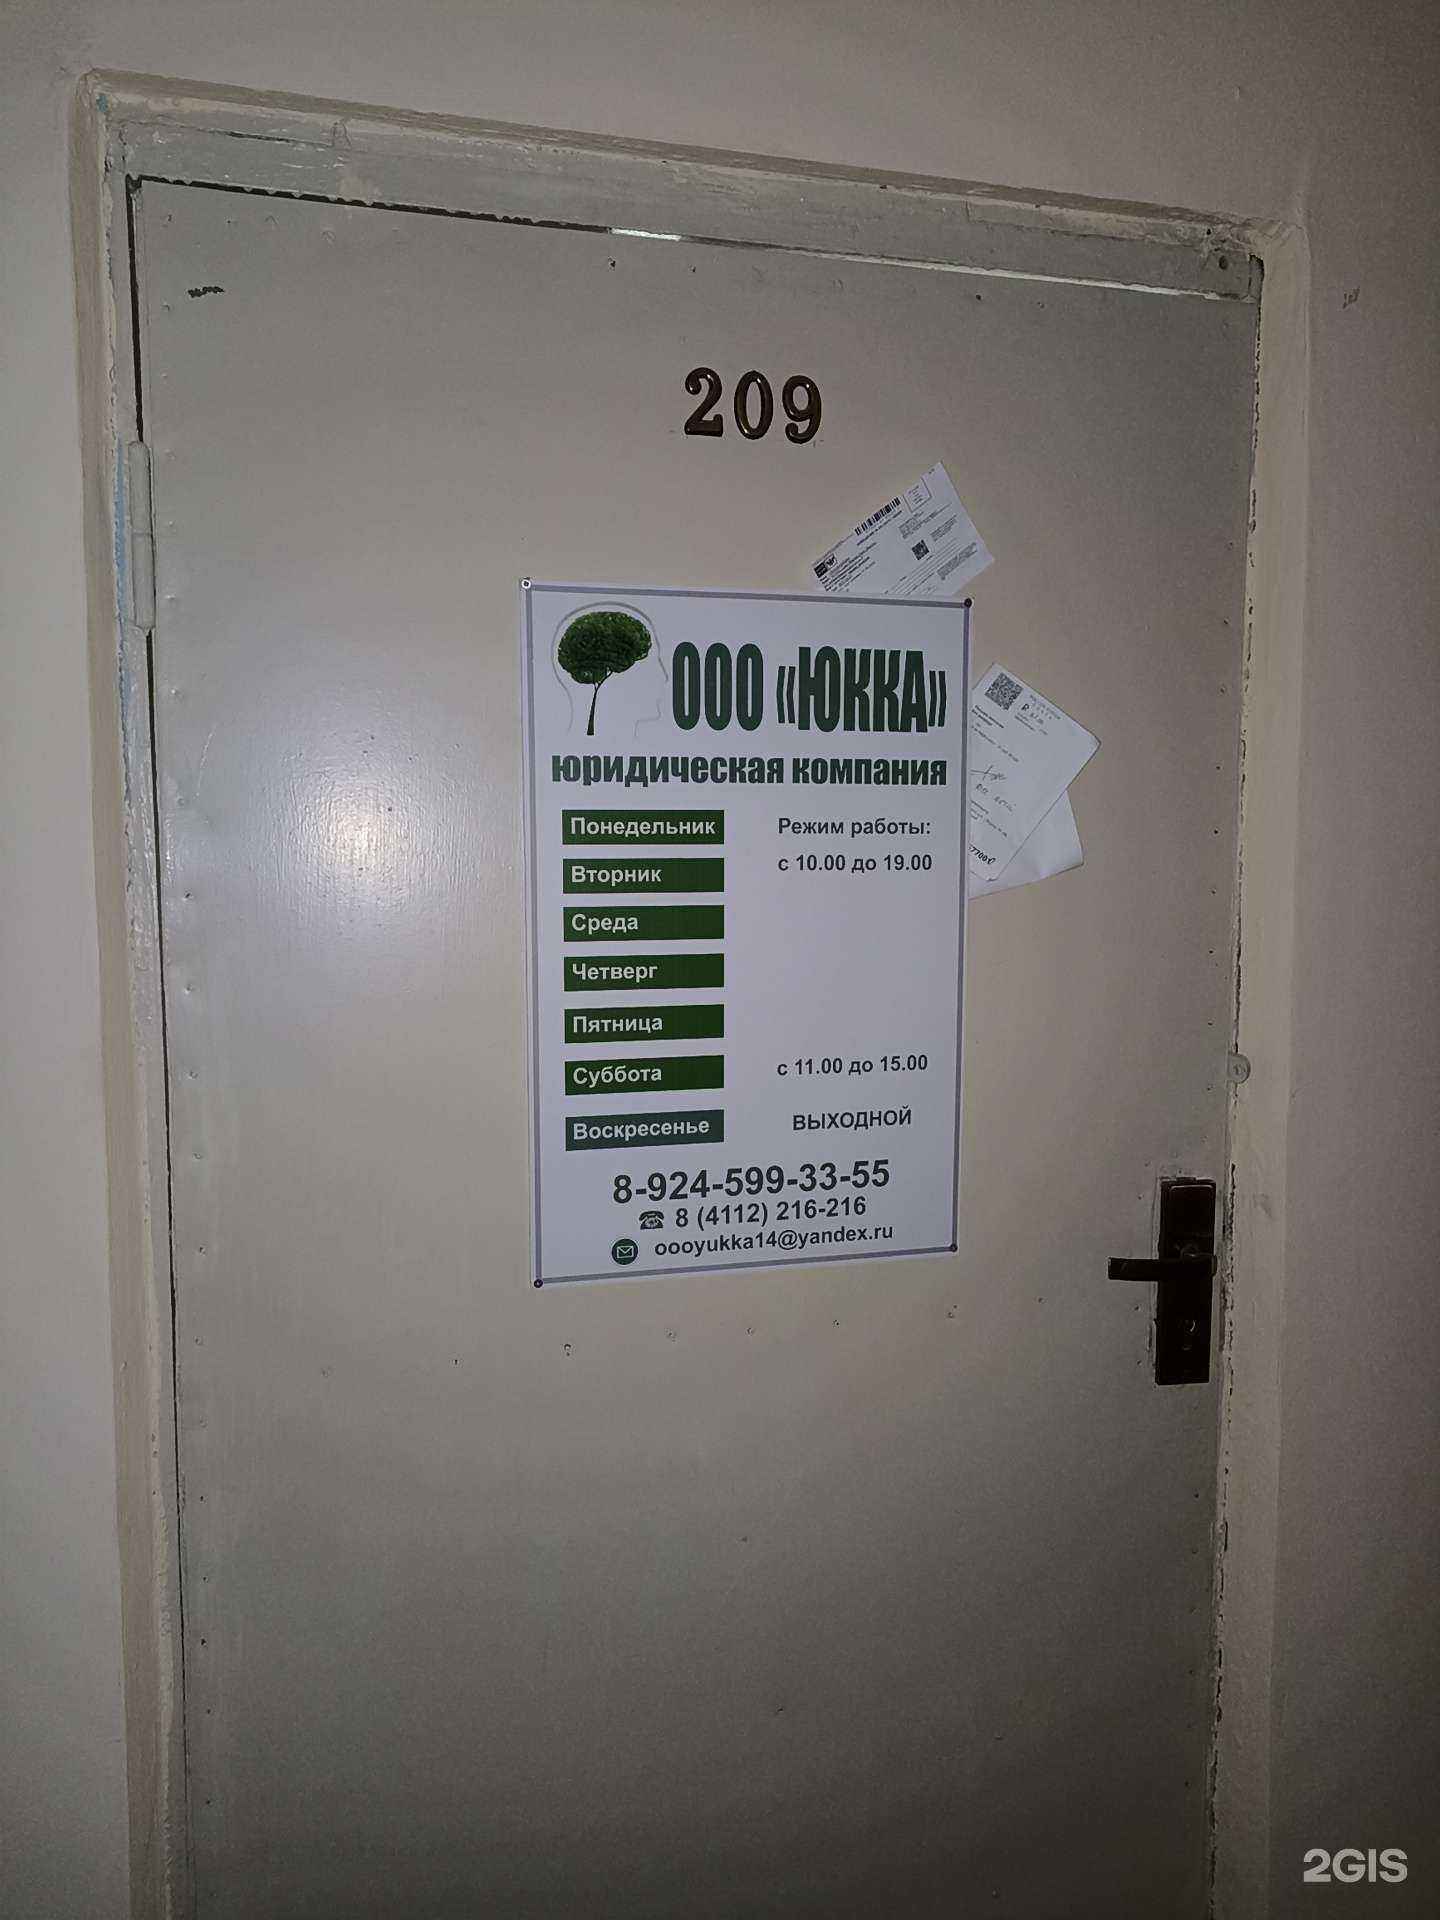 209
ООО «ЮККА»
юридическая компания
Понедельник
Режим работы:
с 10.00 до 19.00
Вторник
Среда
Четверг
Пятница
Суббота
с 11.00 до 15.00
Воскресенье
ВЫХОДНОЙ
8-924-599-33-55
8 (4112) 216-216
oooyukka14@yandex.ru
2GIS